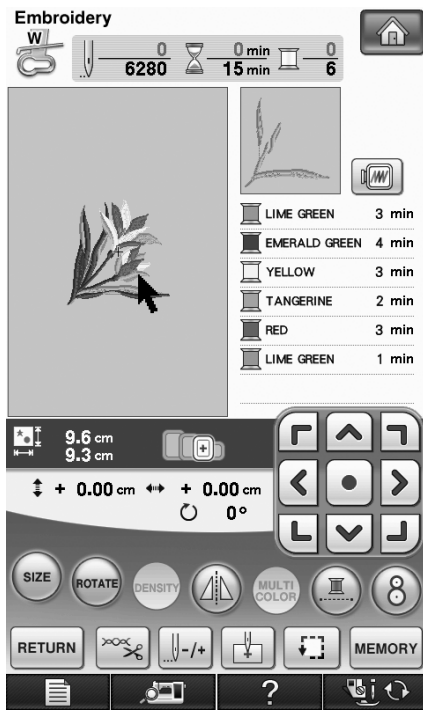 Embroidery
W
0 0 min 0
6280 15 min 6
LIME GREEN 3 min
EMERALD GREEN 4 min
YELLOW 3 min
TANGERINE 2 min
RED 3 min
LIME GREEN 1 min
9.6 cm
9.3 cm
+ 0.00 cm + 0.00 cm
0°
SIZE ROTATE DENSITY MULTI COLOR 8
RETURN -/+ MEMORY
?